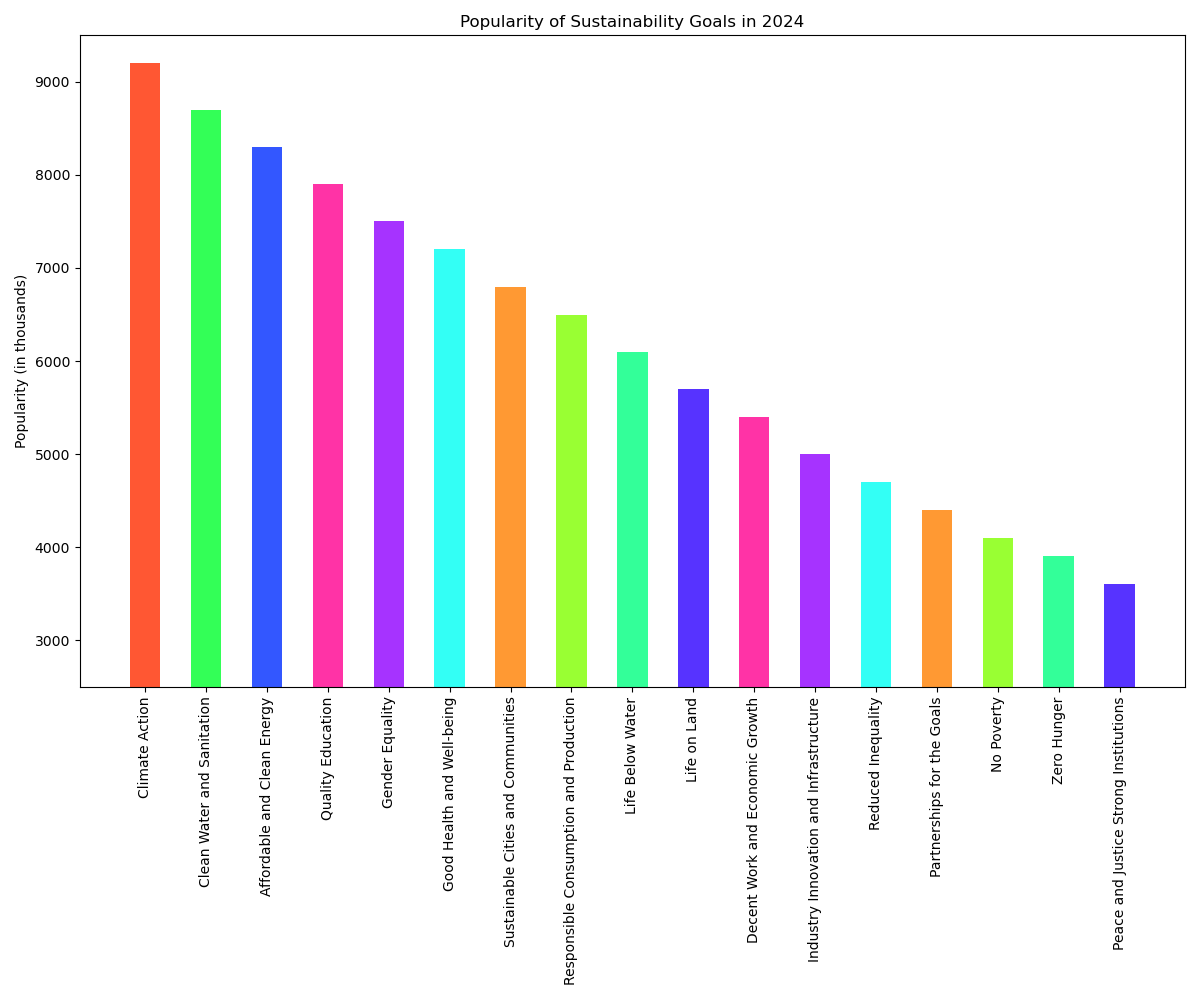 Popularity of Sustainability Goals in 2024
Popularity (in thousands)
9000
8000
7000
6000
5000
4000
3000
Climate Action
Clean Water and Sanitation
Affordable and Clean Energy
Quality Education
Gender Equality
Good Health and Well-being
Sustainable Cities and Communities
Responsible Consumption and Production
Life Below Water
Life on Land
Decent Work and Economic Growth
Industry Innovation and Infrastructure
Reduced Inequality
Partnerships for the Goals
No Poverty
Zero Hunger
Peace and Justice Strong Institutions